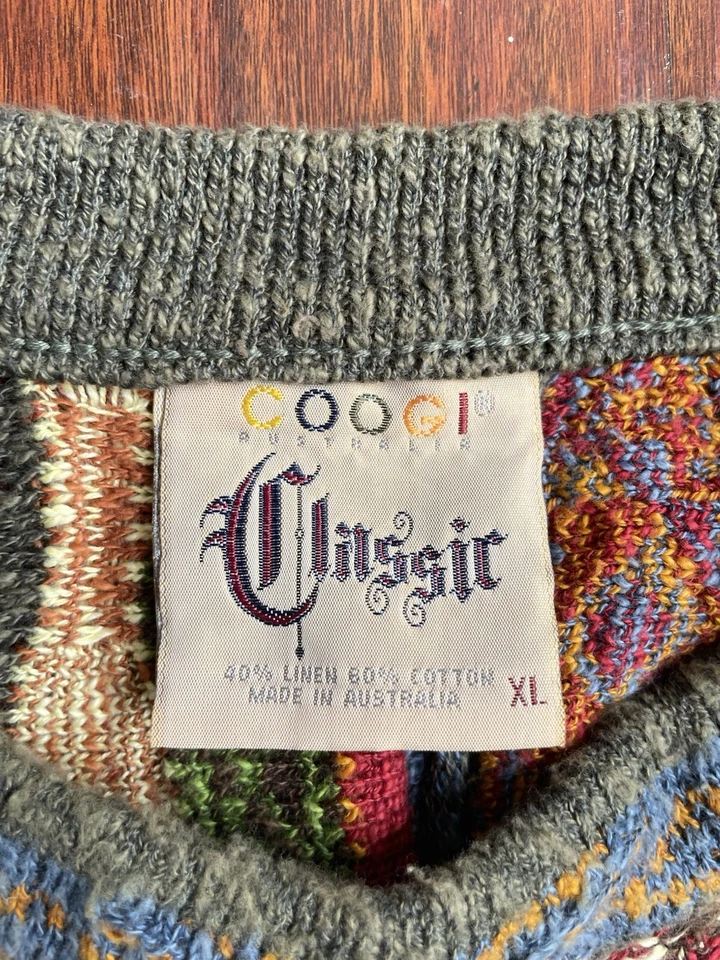 COOGI®
AUSTRALIA
Classic
40% LINEN 60% COTTON
MADE IN AUSTRALIA
XL